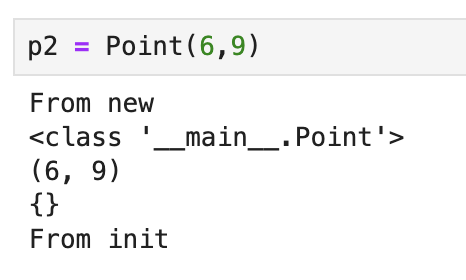 p2 = Point(6,9)
From new
<class '__main__.Point'>
(6, 9)
{}
From init